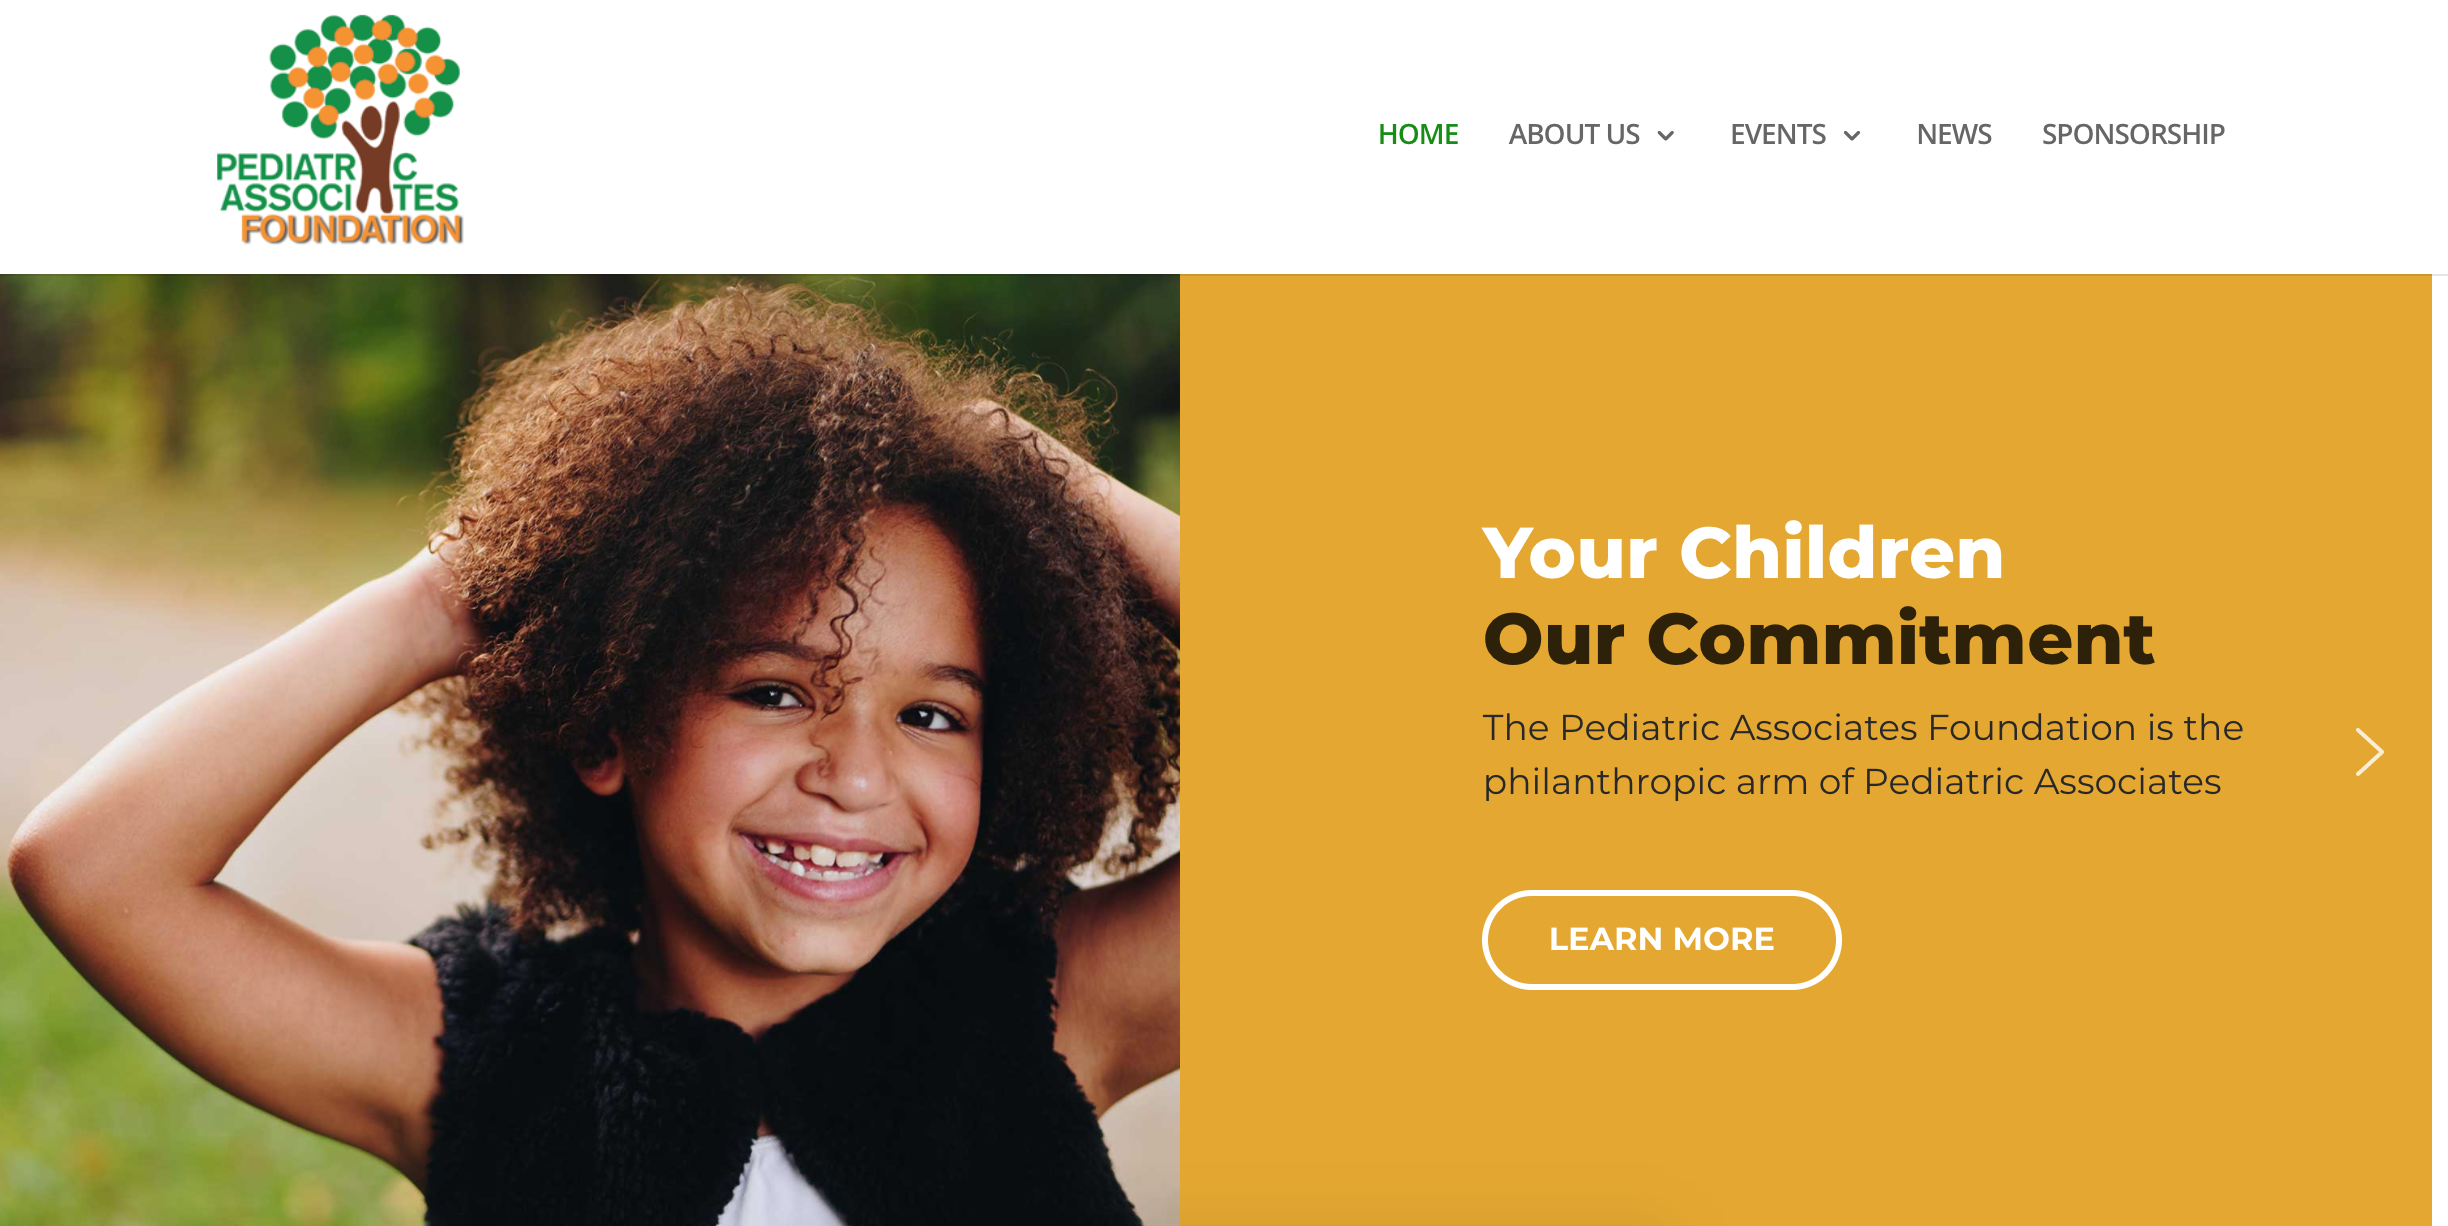 PEDIATRIC
ASSOCIATES
FOUNDATION
HOME ABOUT US EVENTS NEWS SPONSORSHIP
Your Children
Our Commitment
The Pediatric Associates Foundation is the
philanthropic arm of Pediatric Associates
LEARN MORE